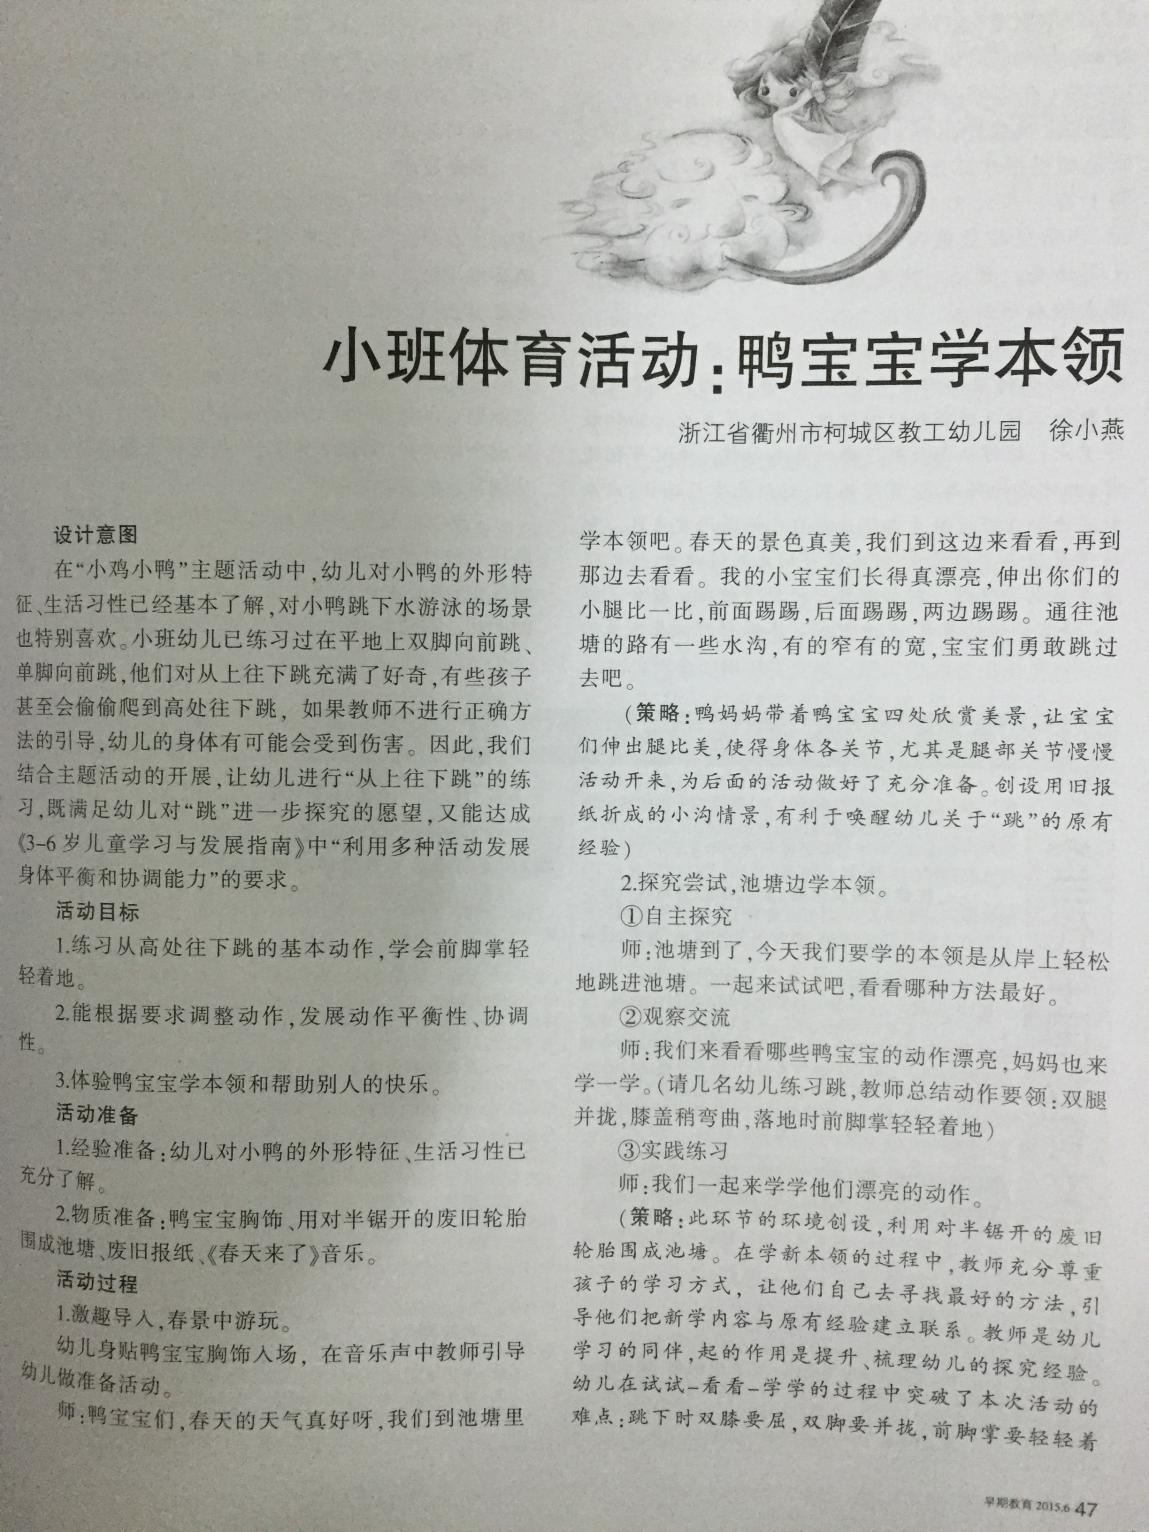 小班体育活动:鸭宝宝学本领
浙江省衢州市柯城区教工幼儿园 徐小燕
设计意图
在“小鸡小鸭”主题活动中,幼儿对小鸭的外形特
征、生活习性已经基本了解,对小鸭跳下水游泳的场景
也特别喜欢。小班幼儿已练习过在平地上双脚向前跳、
单脚向前跳,他们对从上往下跳充满了好奇,有些孩子
甚至会偷偷爬到高处往下跳,如果教师不进行正确方
法的引导,幼儿的身体有可能会受到伤害。因此,我们
结合主题活动的开展,让幼儿进行“从上往下跳”的练
习,既满足幼儿对“跳”进一步探究的愿望,又能达成
《3-6岁儿童学习与发展指南》中“利用多种活动发展
身体平衡和协调能力”的要求。
活动目标
1.练习从高处往下跳的基本动作,学会前脚掌轻
轻着地。
2.能根据要求调整动作,发展动作平衡性、协调
性。
3.体验鸭宝宝学本领和帮助别人的快乐。
活动准备
1.经验准备:幼儿对小鸭的外形特征、生活习性已
充分了解。
2.物质准备:鸭宝宝胸饰、用对半锯开的废旧轮胎
围成池塘、废旧报纸、《春天来了》音乐。
活动过程
1.激趣导入,春景中游玩。
幼儿身贴鸭宝宝胸饰入场,在音乐声中教师引导
幼儿做准备活动。
师:鸭宝宝们,春天的天气真好呀,我们到池塘里
学本领吧。春天的景色真美,我们到这边来看看,再到
那边去看看。我的小宝宝们长得真漂亮,伸出你们的
小腿比一比,前面踢踢,后面踢踢,两边踢踢。通往池
塘的路有一些水沟,有的窄有的宽,宝宝们勇敢跳过
去吧。
(策略:鸭妈妈带着鸭宝宝四处欣赏美景,让宝宝
们伸出腿比美,使得身体各关节,尤其是腿部关节慢慢
活动开来,为后面的活动做好了充分准备。创设用旧报
纸折成的小沟情景,有利于唤醒幼儿关于“跳”的原有
经验)
2.探究尝试,池塘边学本领。
①自主探究
师:池塘到了,今天我们要学的本领是从岸上轻松
地跳进池塘。一起来试试吧,看看哪种方法最好。
②观察交流
师:我们来看看哪些鸭宝宝的动作漂亮,妈妈也来
学一学。(请几名幼儿练习跳,教师总结动作要领:双腿
并拢,膝盖稍弯曲,落地时前脚掌轻轻着地)
③实践练习
师:我们一起来学学他们漂亮的动作。
(策略:此环节的环境创设,利用对半锯开的废旧
轮胎围成池塘。在学新本领的过程中,教师充分尊重
孩子的学习方式,让他们自己去寻找最好的方法,引
导他们把新学内容与原有经验建立联系。教师是幼儿
学习的同伴,起的作用是提升、梳理幼儿的探究经验。
幼儿在试试-看看-学学的过程中突破了本次活动的
难点:跳下时双膝要屈,双脚要并拢,前脚掌要轻轻着
早期教育 2015.6 47